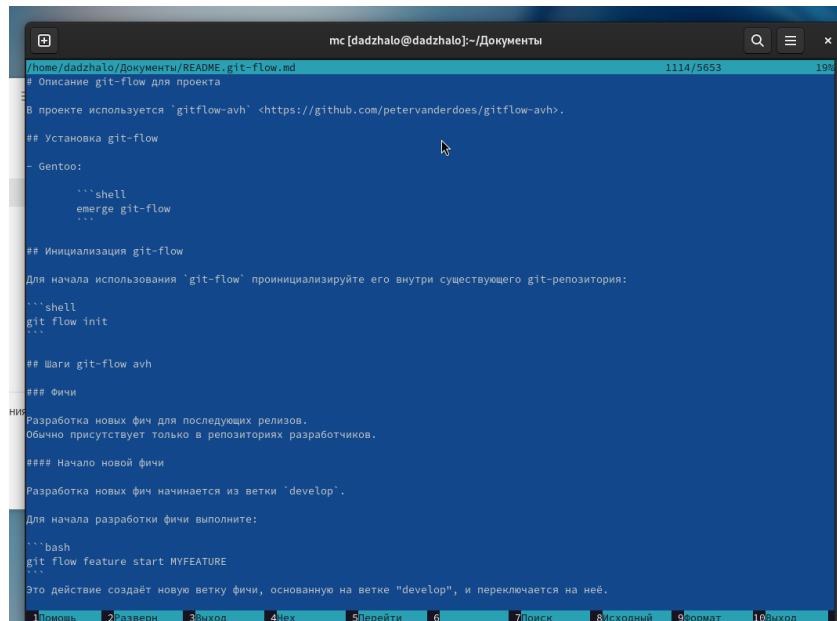 mc [dadzhalo@dadzhalo]:~/Документы
/home/dadzhalo/Документы/README.git-flow.md 1114/5653 19%
# Описание git-flow для проекта
В проекте используется `gitflow-avh` <https://github.com/petervanderdoes/gitflow-avh>.
## Установка git-flow
- Gentoo:
```shell
emerge git-flow
```
## Инициализация git-flow
Для начала использования `git-flow` проинициализируйте его внутри существующего git-репозитория:
```shell
git flow init
```
## Шаги git-flow avh
### Фичи
ния
Разработка новых фич для последующих релизов.
Обычно присутствует только в репозиториях разработчиков.
#### Начало новой фичи
Разработка новых фич начинается из ветки `develop`.
Для начала разработки фичи выполните:
```bash
git flow feature start MYFEATURE
```
Это действие создаёт новую ветку фичи, основанную на ветке "develop", и переключается на неё.
1Помощь 2Разверн 3Выход 4Hex 5Перейти 6 7Поиск 8Исходный 9Формат 10Выход